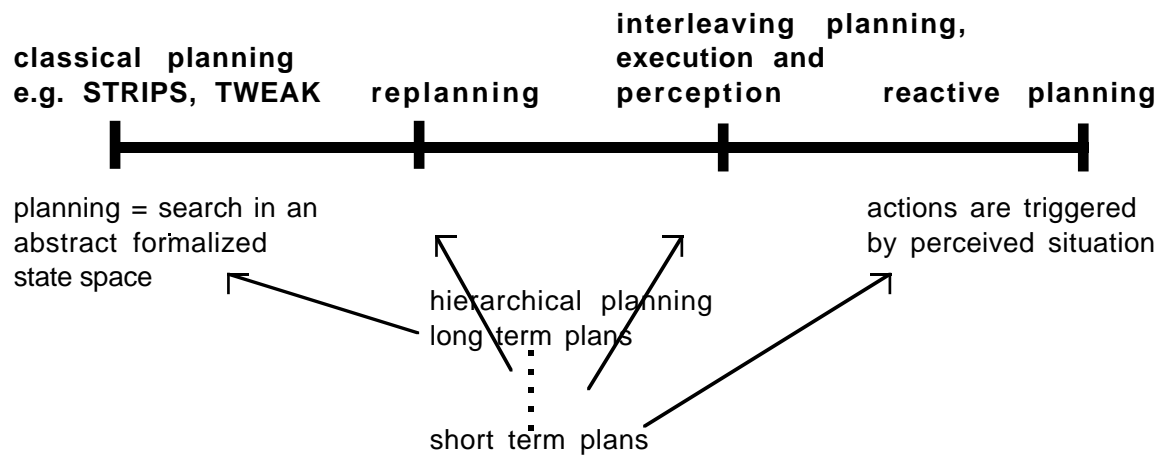 classical planning
e.g. STRIPS, TWEAK
replanning
interleaving planning,
execution and
perception
reactive planning
planning = search in an
abstract formalized
state space
actions are triggered
by perceived situation
hierarchical planning
long term plans
short term plans